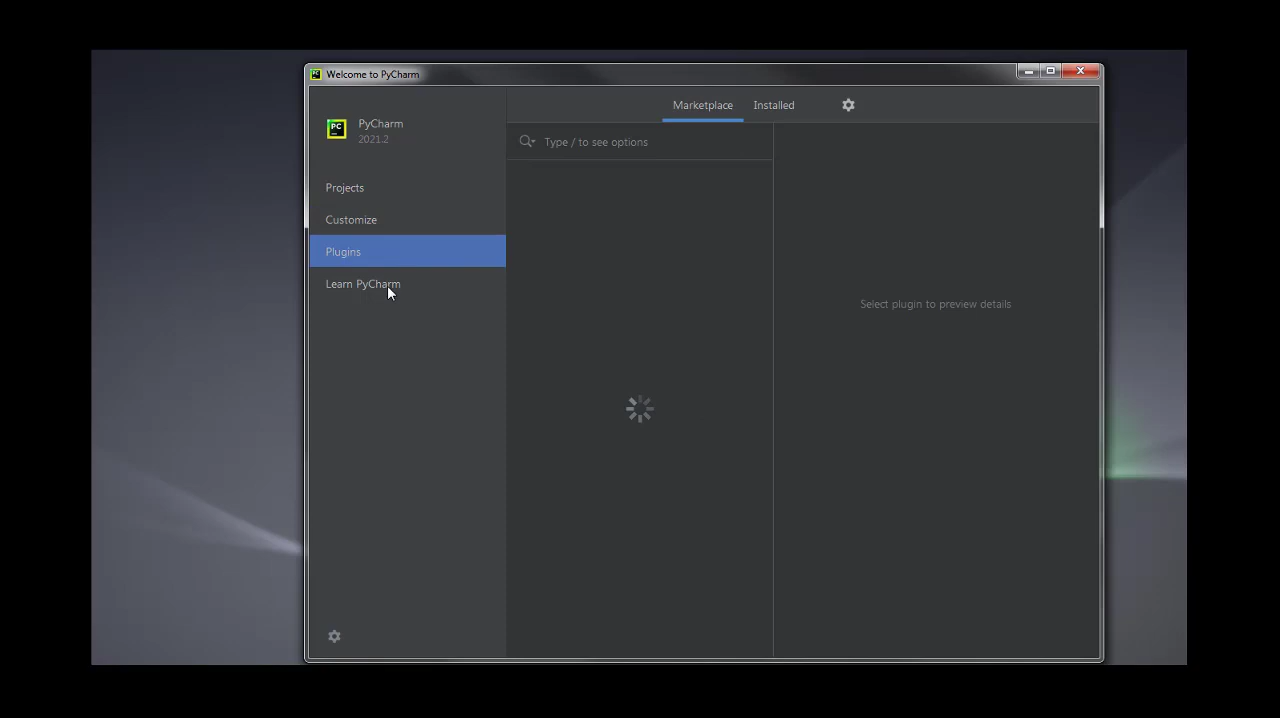 Welcome to PyCharm
PC
PyCharm
2021.2
Projects
Customize
Plugins
Learn PyCharm
Marketplace
Installed
Type / to see options
Select plugin to preview details